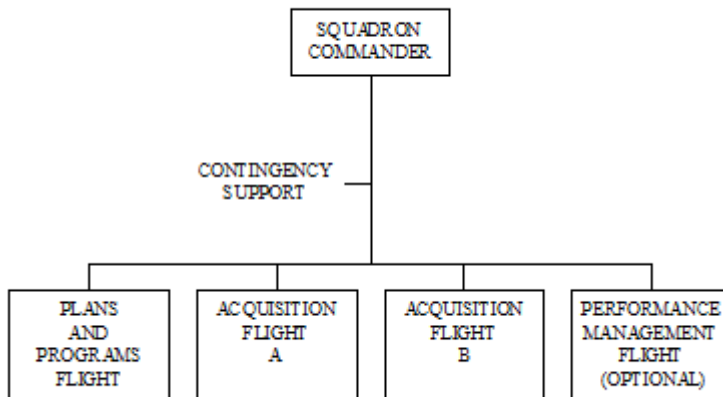 SQUADRON
COMMANDER
CONTINGENCY
SUPPORT
PLANS
AND
PROGRAMS
FLIGHT
ACQUISITION
FLIGHT
A
ACQUISITION
FLIGHT
B
PERFORMANCE
MANAGEMENT
FLIGHT
(OPTIONAL)